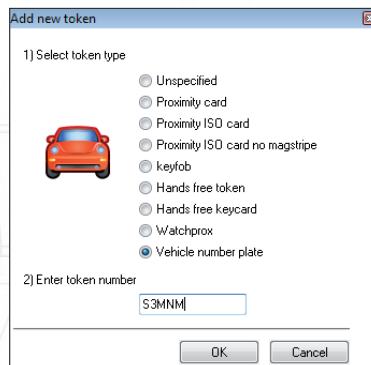 Add new token
1) Select token type
Unspecified
Proximity card
Proximity ISO card
Proximity ISO card no magstripe
keyfob
Hands free token
Hands free keycard
Watchprox
Vehicle number plate
2) Enter token number
S3MNM
OK Cancel